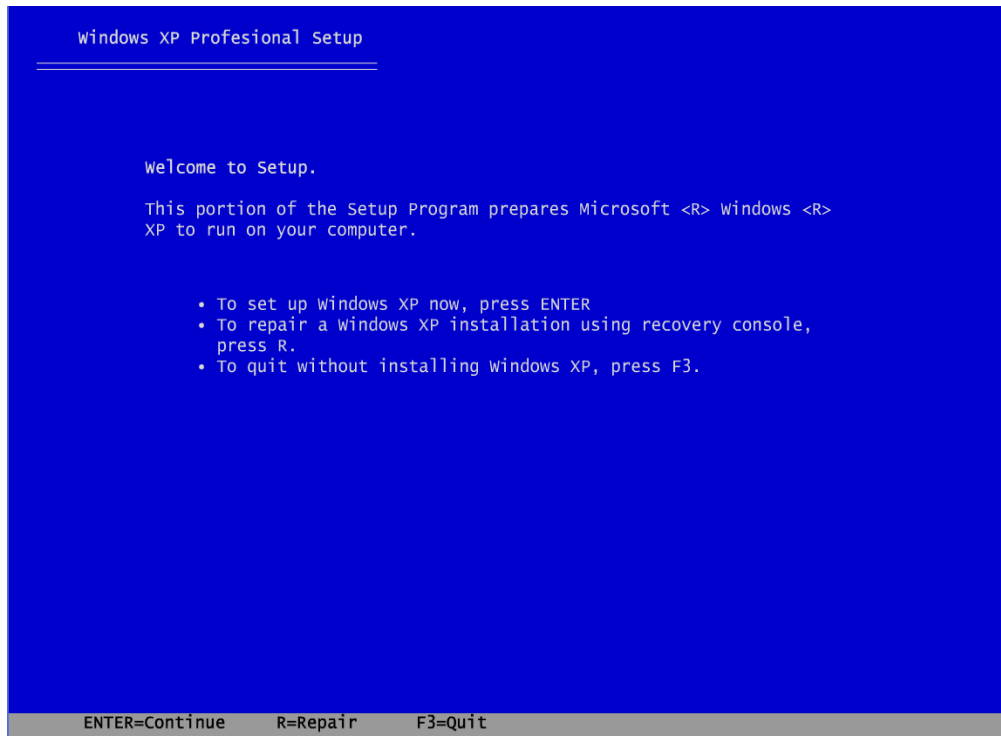 Windows XP Profesional Setup
Welcome to Setup.
This portion of the Setup Program prepares Microsoft <R> Windows <R>
XP to run on your computer.
• To set up Windows XP now, press ENTER
• To repair a Windows XP installation using recovery console,
press R.
• To quit without installing Windows XP, press F3.
ENTER=Continue R=Repair F3=Quit